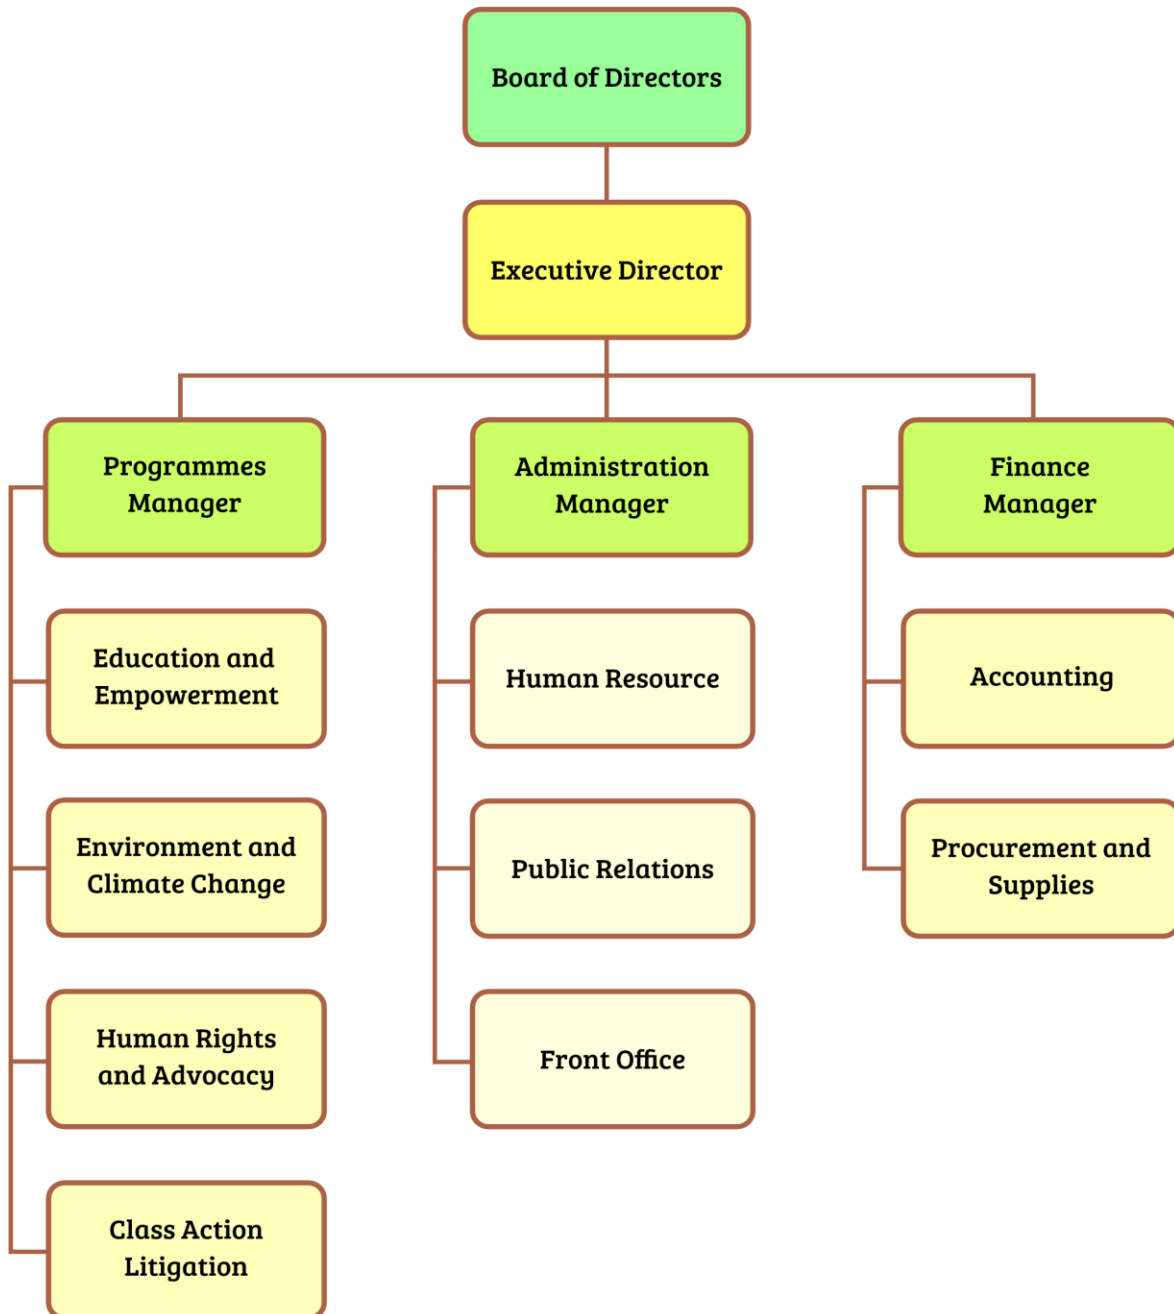 Board of Directors
Executive Director
Programmes
Manager
Administration
Manager
Finance
Manager
Education and
Empowerment
Human Resource
Accounting
Environment and
Climate Change
Public Relations
Procurement and
Supplies
Human Rights
and Advocacy
Front Office
Class Action
Litigation